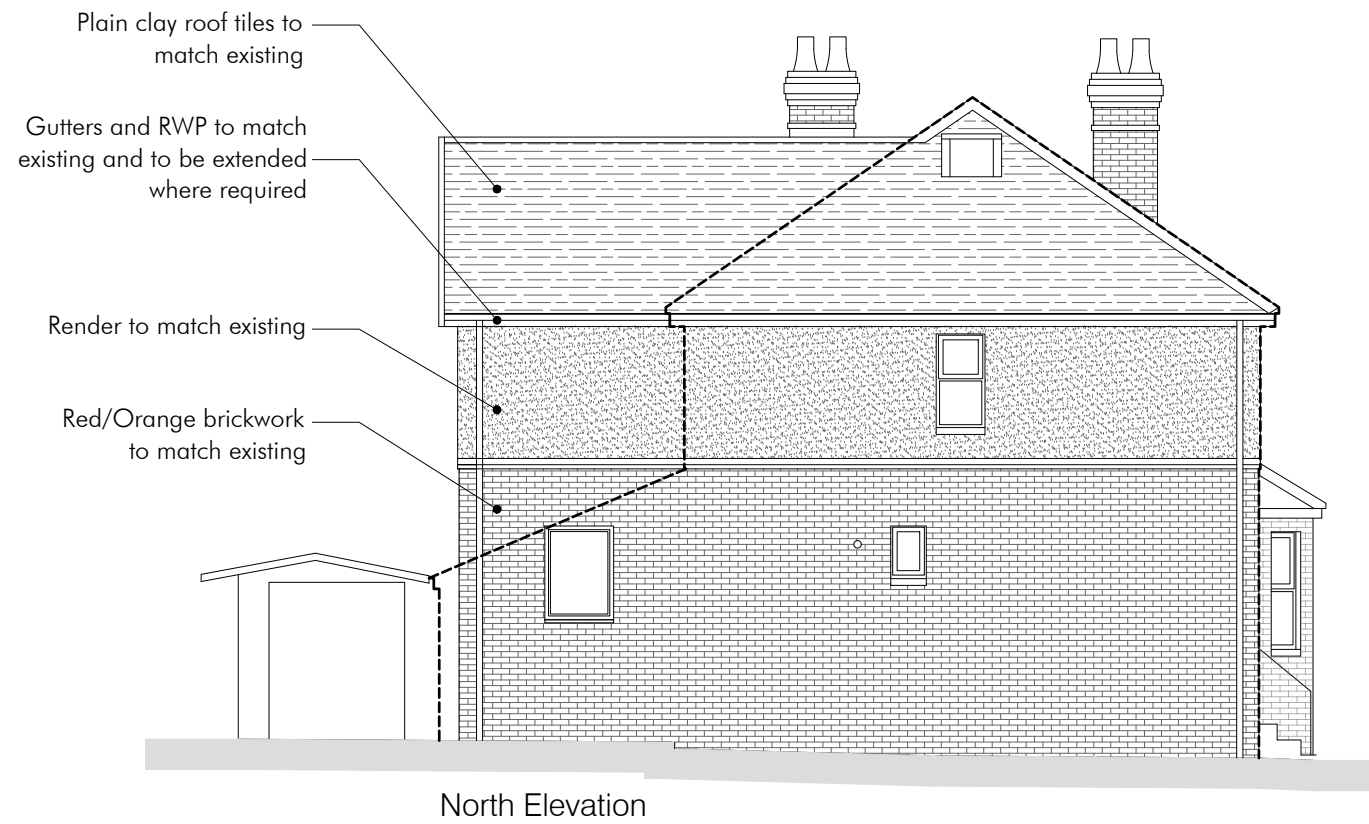 Plain clay roof tiles to
match existing
Gutters and RWP to match
existing and to be extended
where required
Render to match existing
Red/Orange brickwork
to match existing
North Elevation